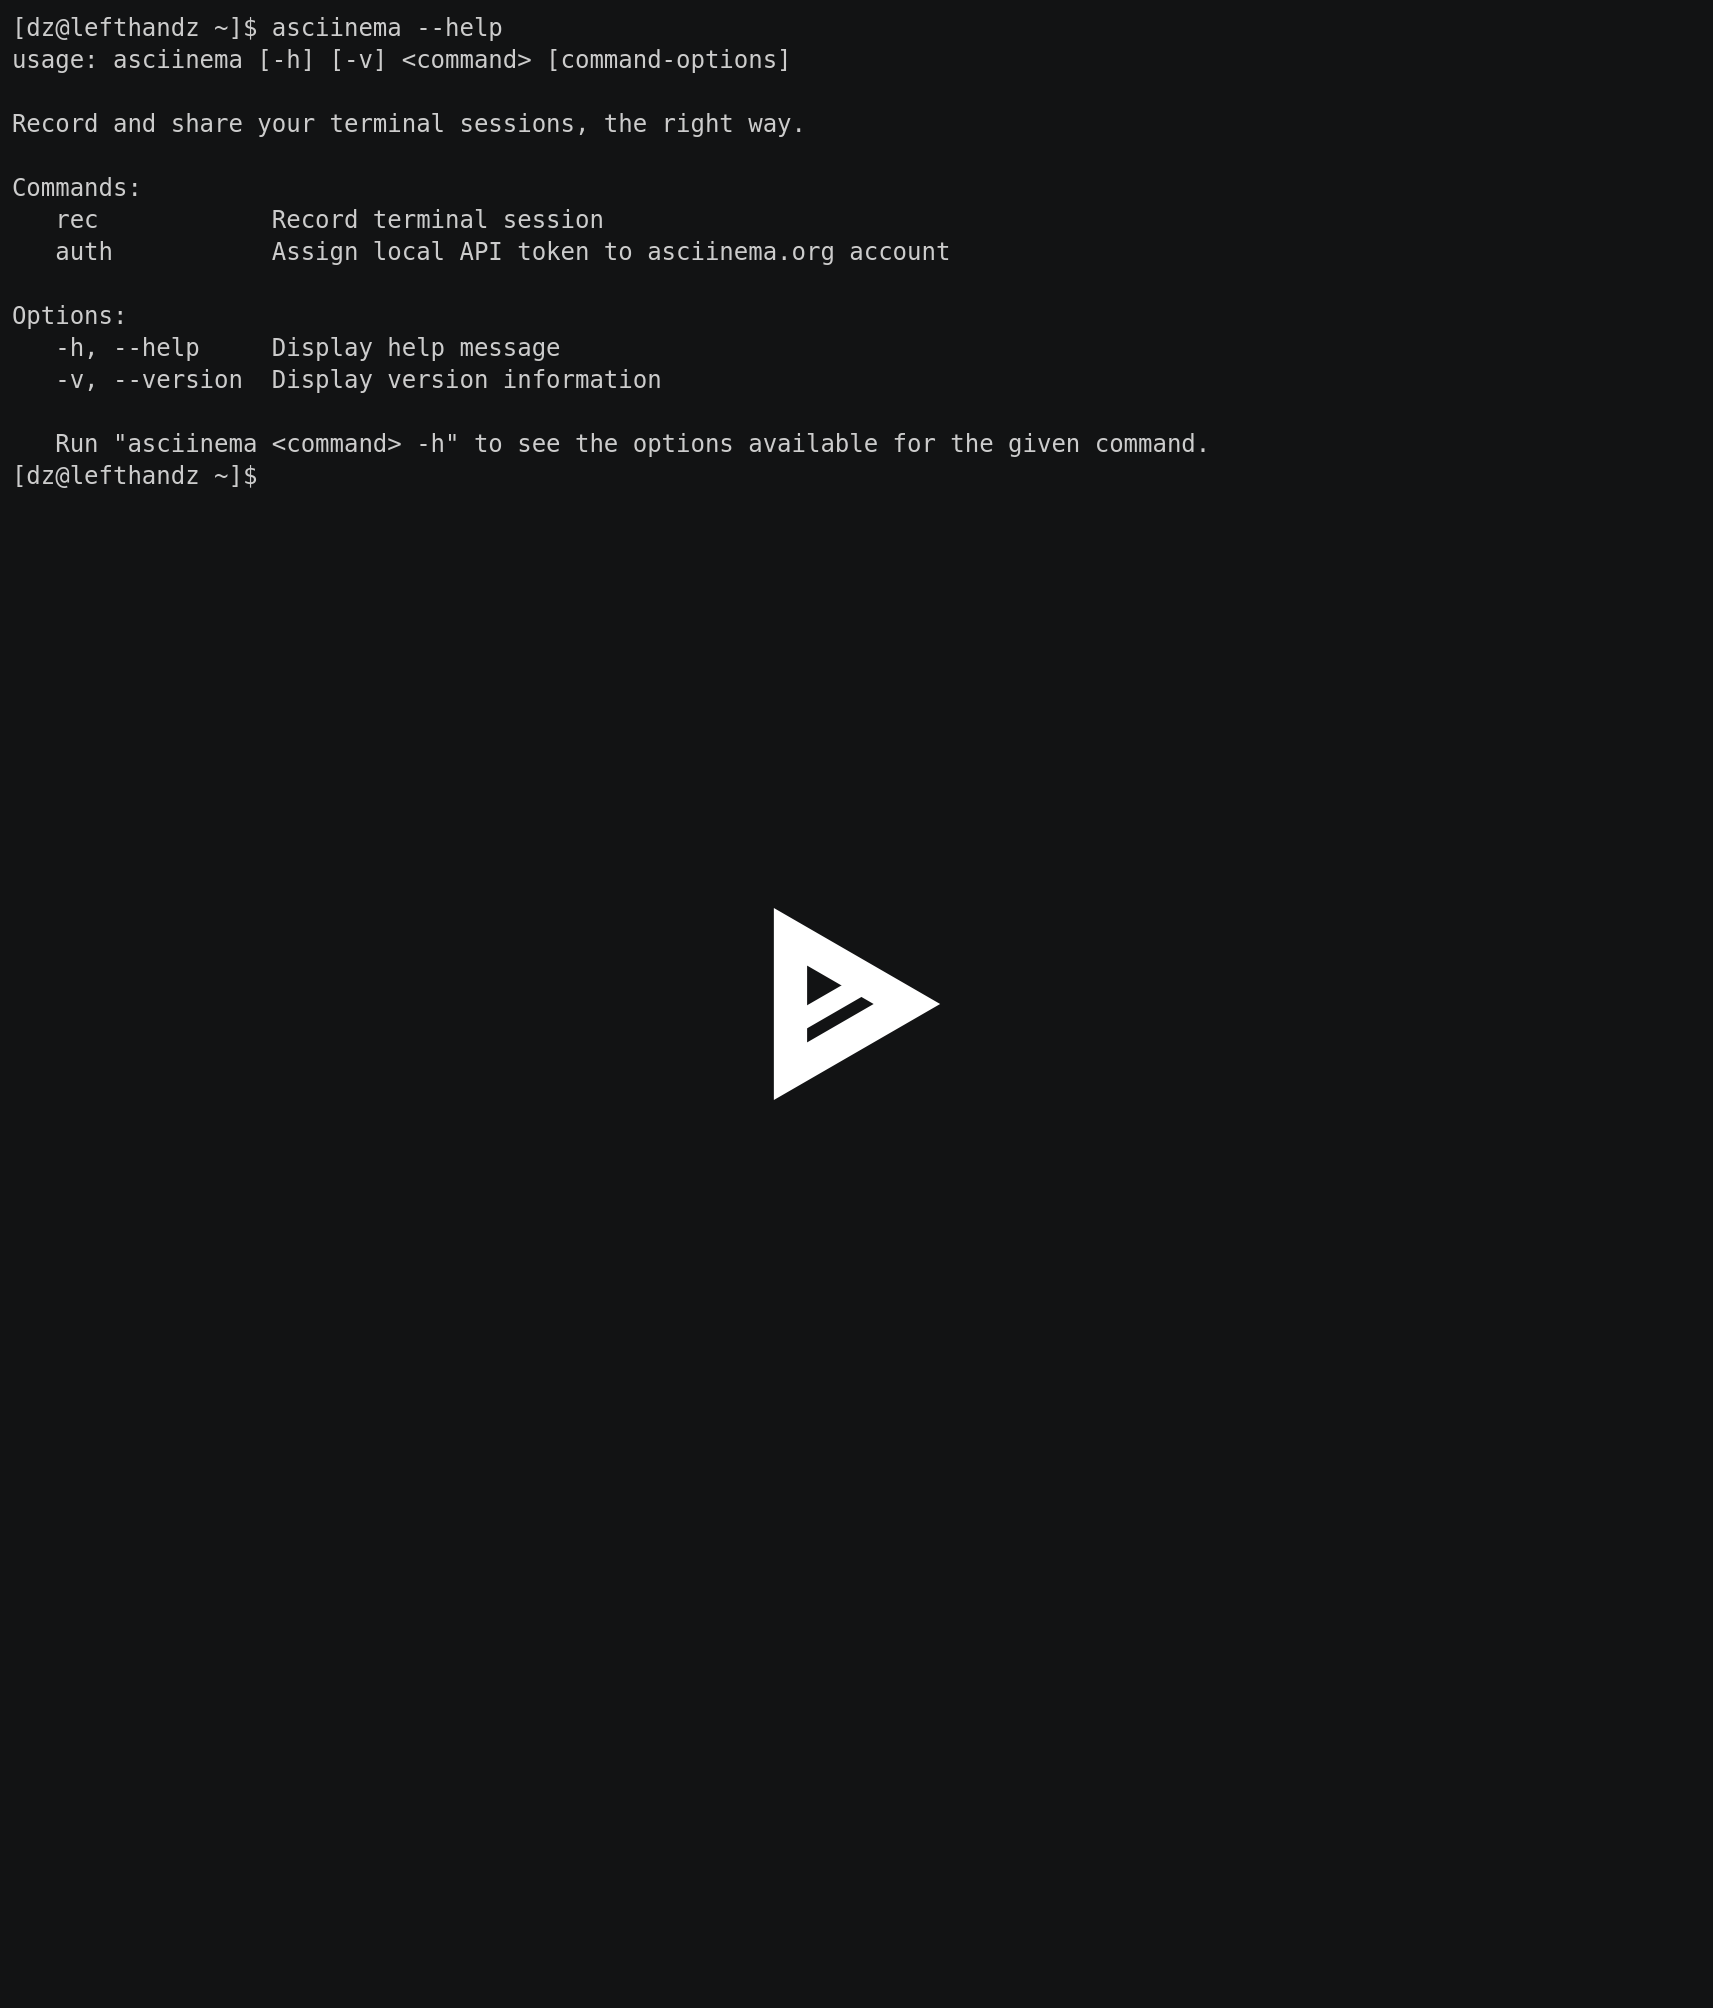 [dz@lefthandz ~]$ asciinema --help
usage: asciinema [-h] [-v] <command> [command-options]

Record and share your terminal sessions, the right way.

Commands:
   rec            Record terminal session
   auth           Assign local API token to asciinema.org account

Options:
   -h, --help     Display help message
   -v, --version  Display version information

   Run "asciinema <command> -h" to see the options available for the given command.
[dz@lefthandz ~]$